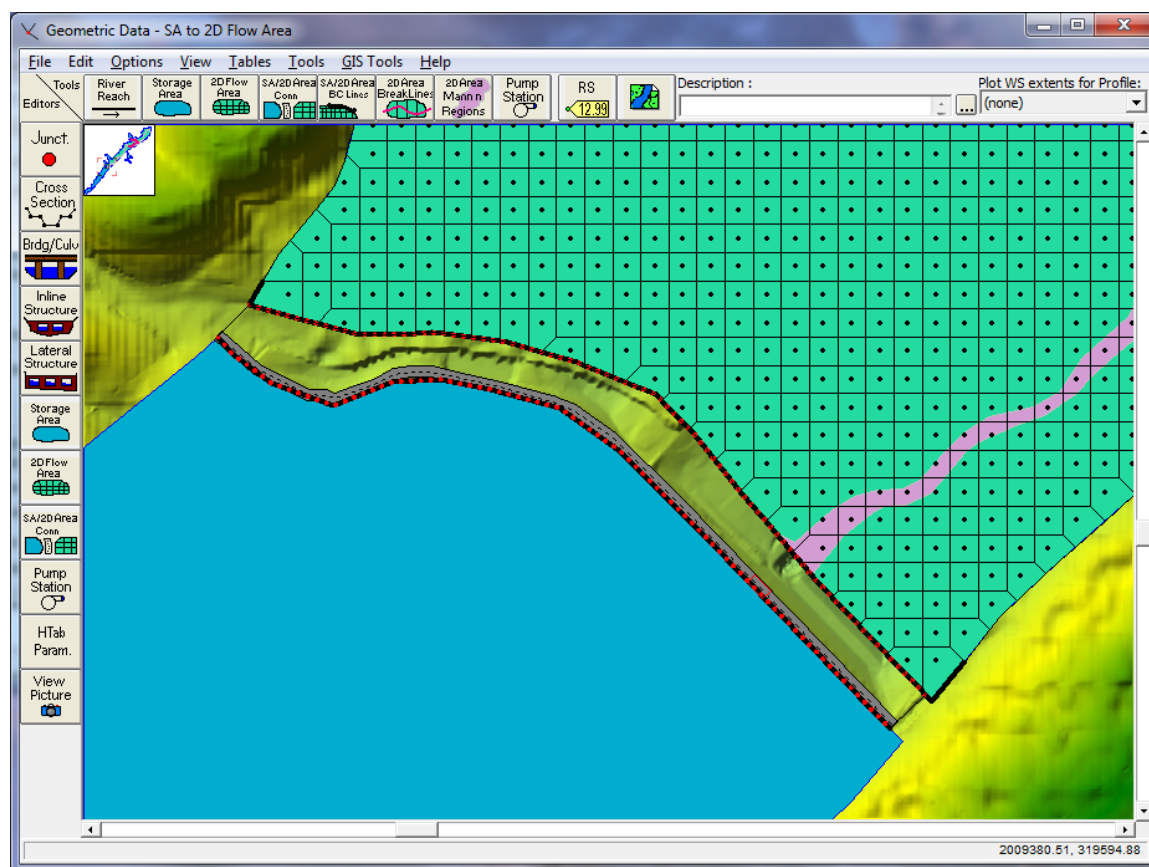 Geometric Data - SA to 2D Flow Area
File Edit Options View Tables Tools GIS Tools Help
Tools
Editors
River
Reach
Storage
Area
2D Flow
Area
SA/2D Area
Conn
SA/2D Area
BC Lines
2D Area
BreakLines
2D Area
Mann n
Regions
Pump
Station
RS
12.99
Description :
...
Plot WS extents for Profile:
(none)
Junct.
Cross
Section
Brdg/Culv
Inline
Structure
Lateral
Structure
Storage
Area
2D Flow
Area
SA/2D Area
Conn
Pump
Station
HTab
Param.
View
Picture
2009380.51, 319594.88